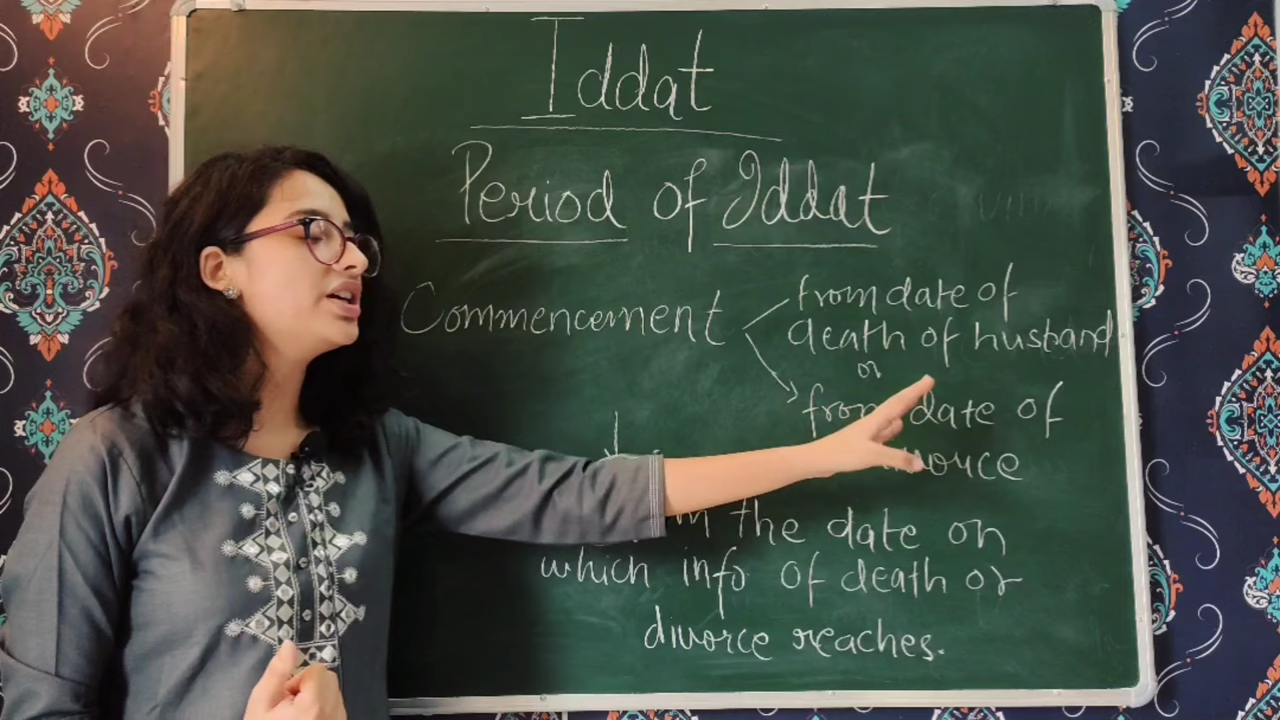 Iddat
Period of Iddat
Commencement
from date of
death of husband
or
from date of
the date on
which info of death or
divorce reaches.